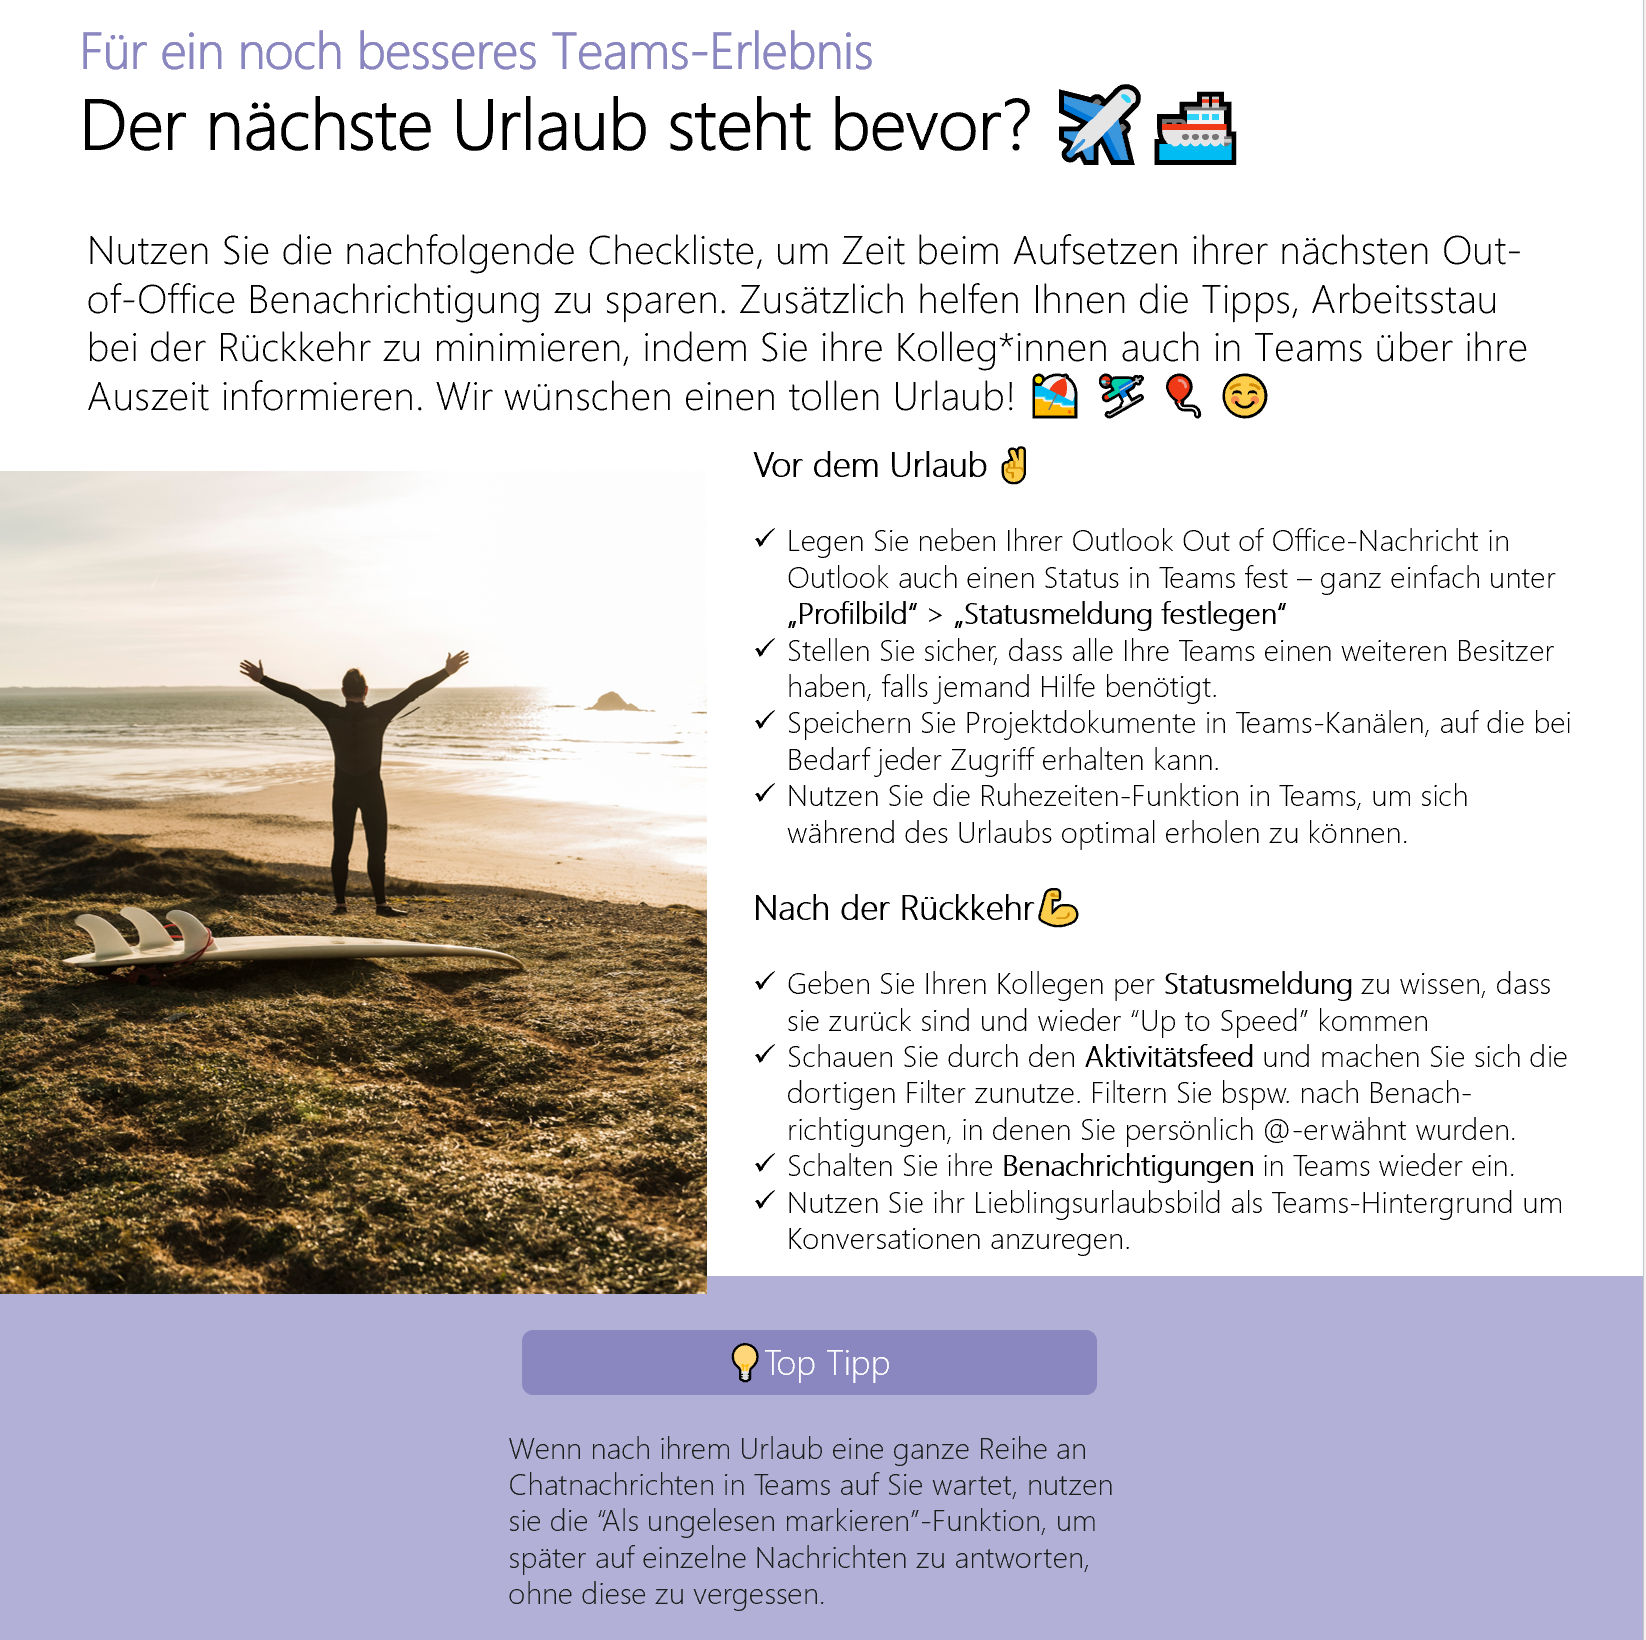 Für ein noch besseres Teams-Erlebnis
Der nächste Urlaub steht bevor? ✈️ 🛳️
Nutzen Sie die nachfolgende Checkliste, um Zeit beim Aufsetzen ihrer nächsten Out-
of-Office Benachrichtigung zu sparen. Zusätzlich helfen Ihnen die Tipps, Arbeitsstau
bei der Rückkehr zu minimieren, indem Sie ihre Kolleg*innen auch in Teams über ihre
Auszeit informieren. Wir wünschen einen tollen Urlaub! 🏖️ ⛷️ 🎈 😊
Vor dem Urlaub ✌️
✓ Legen Sie neben Ihrer Outlook Out of Office-Nachricht in
Outlook auch einen Status in Teams fest – ganz einfach unter
„Profilbild“ > „Statusmeldung festlegen“
✓ Stellen Sie sicher, dass alle Ihre Teams einen weiteren Besitzer
haben, falls jemand Hilfe benötigt.
✓ Speichern Sie Projektdokumente in Teams-Kanälen, auf die bei
Bedarf jeder Zugriff erhalten kann.
✓ Nutzen Sie die Ruhezeiten-Funktion in Teams, um sich
während des Urlaubs optimal erholen zu können.
Nach der Rückkehr💪
✓ Geben Sie Ihren Kollegen per Statusmeldung zu wissen, dass
sie zurück sind und wieder “Up to Speed” kommen
✓ Schauen Sie durch den Aktivitätsfeed und machen Sie sich die
dortigen Filter zunutze. Filtern Sie bspw. nach Benach-
richtigungen, in denen Sie persönlich @-erwähnt wurden.
✓ Schalten Sie ihre Benachrichtigungen in Teams wieder ein.
✓ Nutzen Sie ihr Lieblingsurlaubsbild als Teams-Hintergrund um
Konversationen anzuregen.
💡Top Tipp
Wenn nach ihrem Urlaub eine ganze Reihe an
Chatnachrichten in Teams auf Sie wartet, nutzen
sie die “Als ungelesen markieren”-Funktion, um
später auf einzelne Nachrichten zu antworten,
ohne diese zu vergessen.